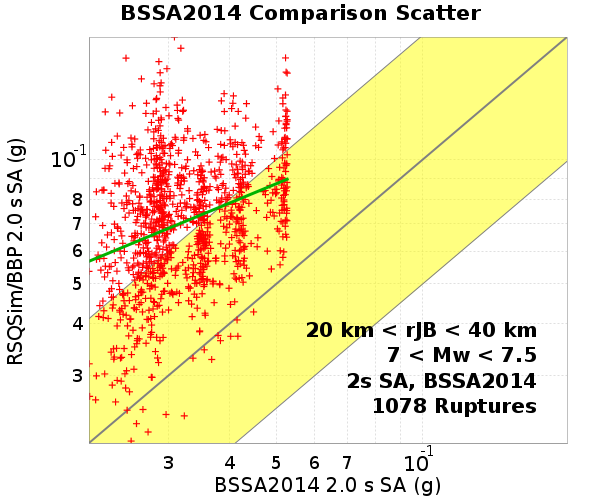 BSSA2014 Comparison Scatter
RSQSim/BBP 2.0 s SA (g)
10-1
8
7
6
5
4
3
20 km < rJB < 40 km
7 < Mw < 7.5
2s SA, BSSA2014
1078 Ruptures
3 4 5 6 7 10-1
BSSA2014 2.0 s SA (g)